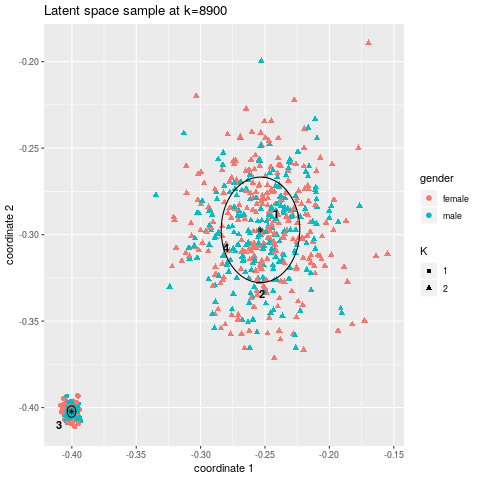 Latent space sample at k=8900
-0.20
-0.25
-0.30
-0.35
-0.40
coordinate 2
1
4
2
3
-0.40
-0.35
-0.30
-0.25
-0.20
-0.15
coordinate 1
gender
female
male
K
1
2